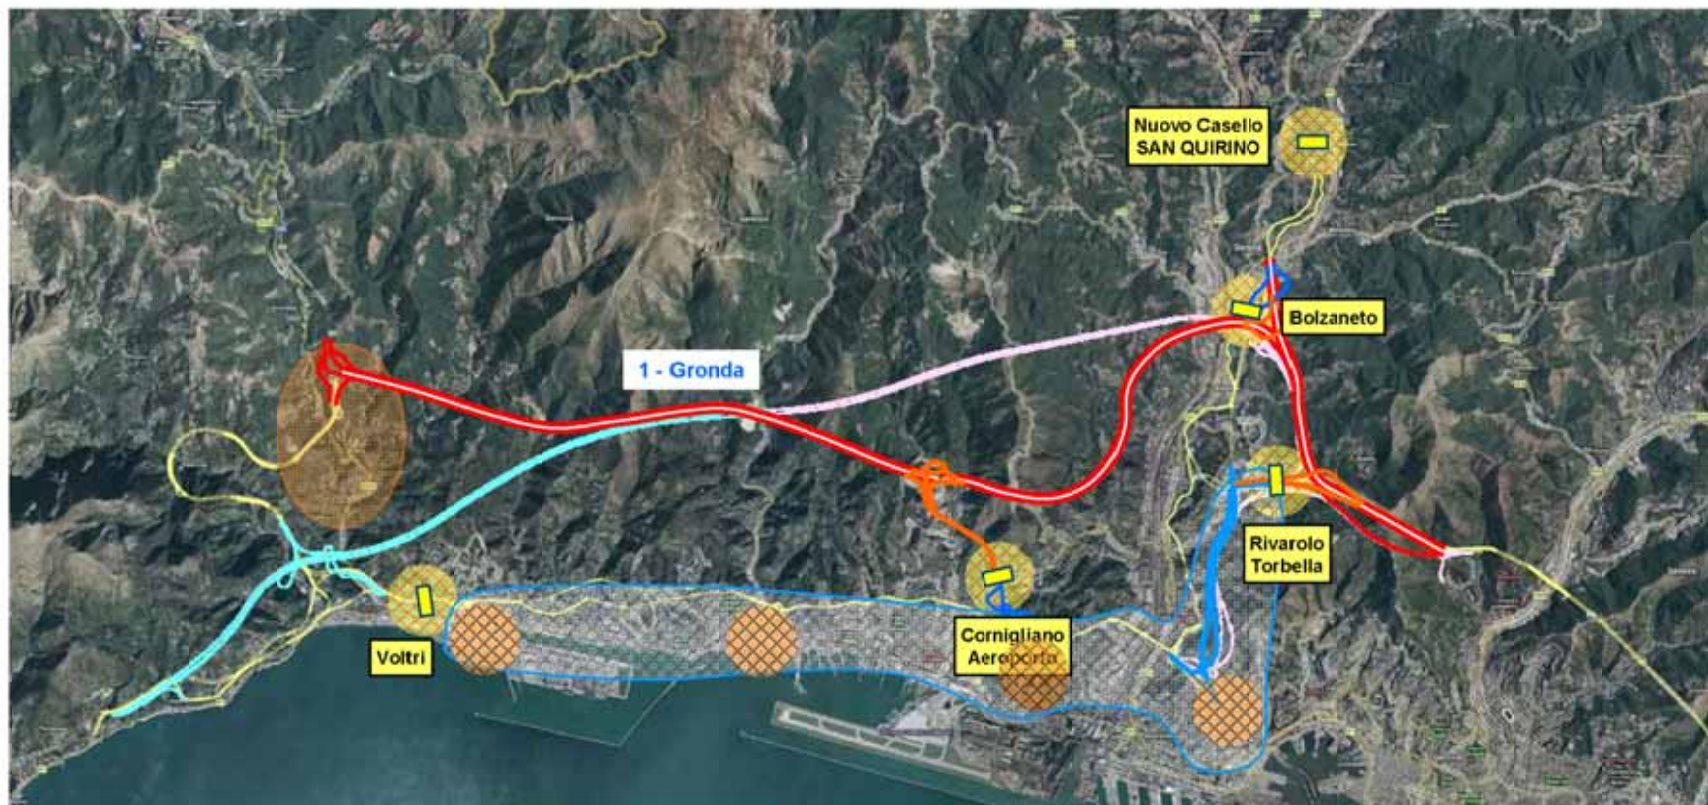 Nuovo Casello
SAN QUIRINO
Bolzaneto
1 - Gronda
Rivarolo
Torbella
Cornigliano
Aeroporto
Voltri